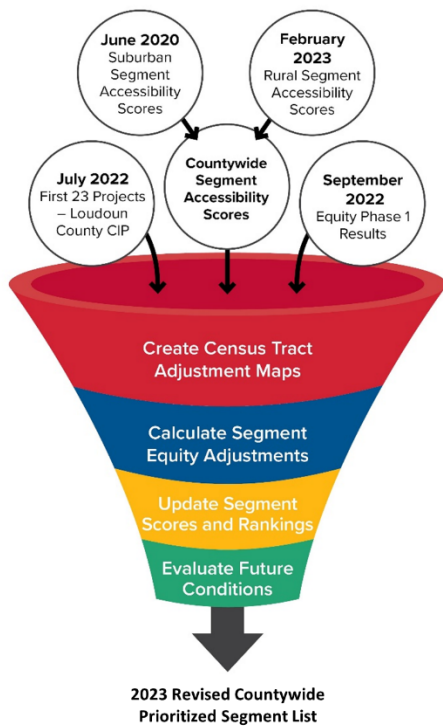 June 2020
Suburban
Segment
Accessibility
Scores
February
2023
Rural Segment
Accessibility
Scores
July 2022
First 23 Projects
– Loudoun
County CIP
Countywide
Segment
Accessibility
Scores
September
2022
Equity Phase 1
Results
Create Census Tract
Adjustment Maps
Calculate Segment
Equity Adjustments
Update Segment
Scores and Rankings
Evaluate Future
Conditions
2023 Revised Countywide
Prioritized Segment List